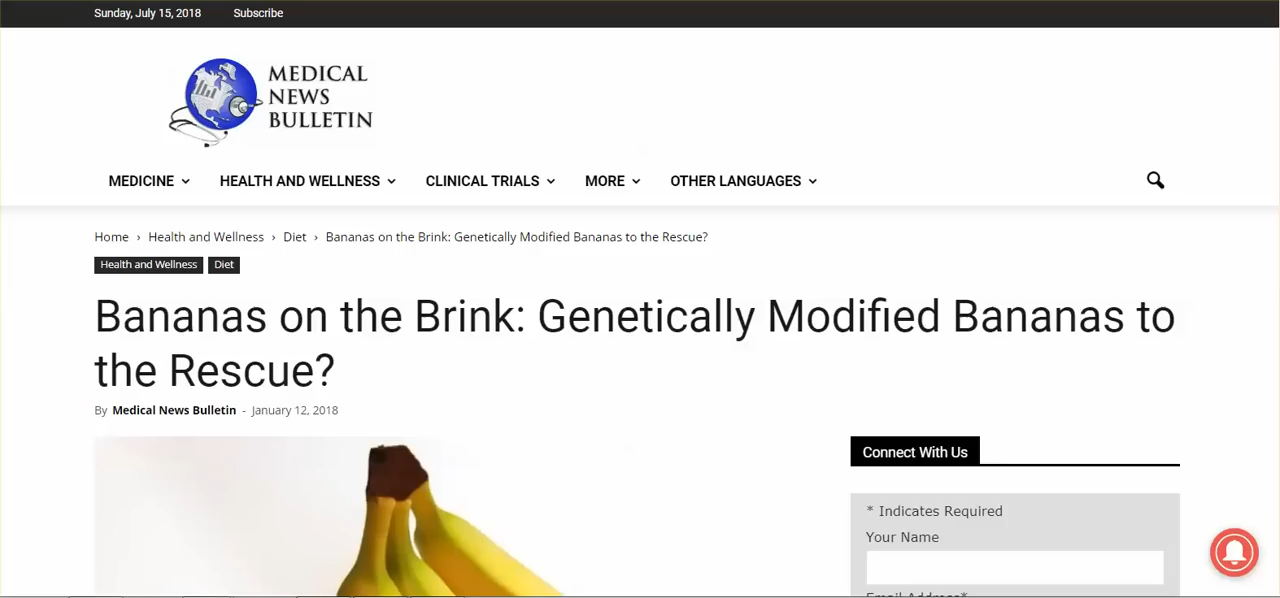 Sunday, July 15, 2018 Subscribe
MEDICAL
NEWS
BULLETIN
MEDICINE HEALTH AND WELLNESS CLINICAL TRIALS MORE OTHER LANGUAGES
Home › Health and Wellness › Diet › Bananas on the Brink: Genetically Modified Bananas to the Rescue?
Health and Wellness Diet
Bananas on the Brink: Genetically Modified Bananas to
the Rescue?
By Medical News Bulletin - January 12, 2018
Connect With Us
* Indicates Required
Your Name
Email Address*